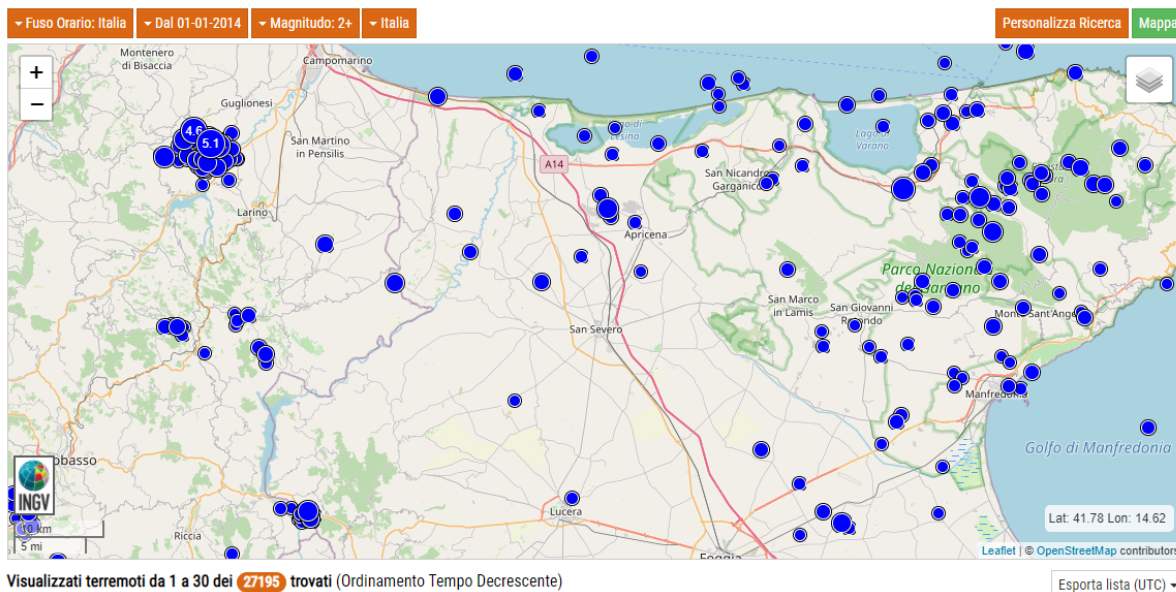 Fuso Orario: Italia
Dal 01-01-2014
Magnitudo: 2+
Italia
Personalizza Ricerca
Mappa
+
−
Montenero
di Bisaccia
Campomarino
Guglionesi
4.6
5.1
San Martino
in Pensilis
Larino
A14
Lesina
Lago di
Varano
San Nicandro
Garganico
Apricena
Parco Nazionale
del Gargano
San Marco
in Lamis
San Giovanni
Rotondo
Monte Sant'Angelo
San Severo
Manfredonia
Golfo di Manfredonia
obasso
INGV
10 km
5 mi
Riccia
Lucera
Foggia
Lat: 41.78 Lon: 14.62
Leaflet | © OpenStreetMap contributors
Visualizzati terremoti da 1 a 30 dei 27195 trovati (Ordinamento Tempo Decrescente)
Esporta lista (UTC)